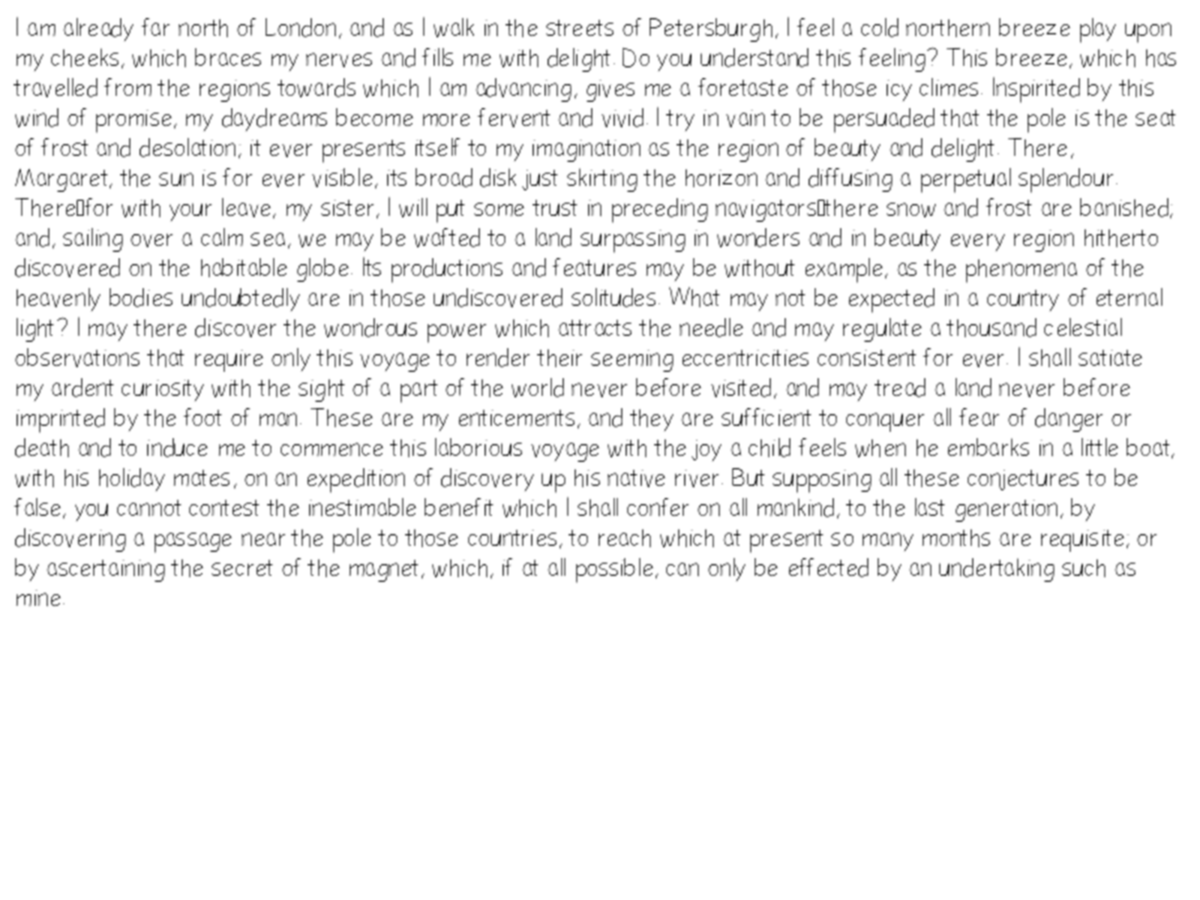 I am already far north of London, and as I walk in the streets of Petersburgh, I feel a cold northern breeze play upon
my cheeks, which braces my nerves and fills me with delight. Do you understand this feeling? This breeze, which has
travelled from the regions towards which I am advancing, gives me a foretaste of those icy climes. Inspirited by this
wind of promise, my daydreams become more fervent and vivid. I try in vain to be persuaded that the pole is the seat
of frost and desolation; it ever presents itself to my imagination as the region of beauty and delight. There,
Margaret, the sun is for ever visible, its broad disk just skirting the horizon and diffusing a perpetual splendour.
There▯for with your leave, my sister, I will put some trust in preceding navigators▯there snow and frost are banished;
and, sailing over a calm sea, we may be wafted to a land surpassing in wonders and in beauty every region hitherto
discovered on the habitable globe. Its productions and features may be without example, as the phenomena of the
heavenly bodies undoubtedly are in those undiscovered solitudes. What may not be expected in a country of eternal
light? I may there discover the wondrous power which attracts the needle and may regulate a thousand celestial
observations that require only this voyage to render their seeming eccentricities consistent for ever. I shall satiate
my ardent curiosity with the sight of a part of the world never before visited, and may tread a land never before
imprinted by the foot of man. These are my enticements, and they are sufficient to conquer all fear of danger or
death and to induce me to commence this laborious voyage with the joy a child feels when he embarks in a little boat,
with his holiday mates, on an expedition of discovery up his native river. But supposing all these conjectures to be
false, you cannot contest the inestimable benefit which I shall confer on all mankind, to the last generation, by
discovering a passage near the pole to those countries, to reach which at present so many months are requisite; or
by ascertaining the secret of the magnet, which, if at all possible, can only be effected by an undertaking such as
mine.